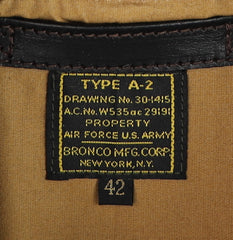 TYPE A-2
DRAWING No. 30-1415
A.C. No. W535ac 29191
PROPERTY
AIR FORCE U.S. ARMY
BRONCO MFG. CORP
NEW YORK, N.Y.
42